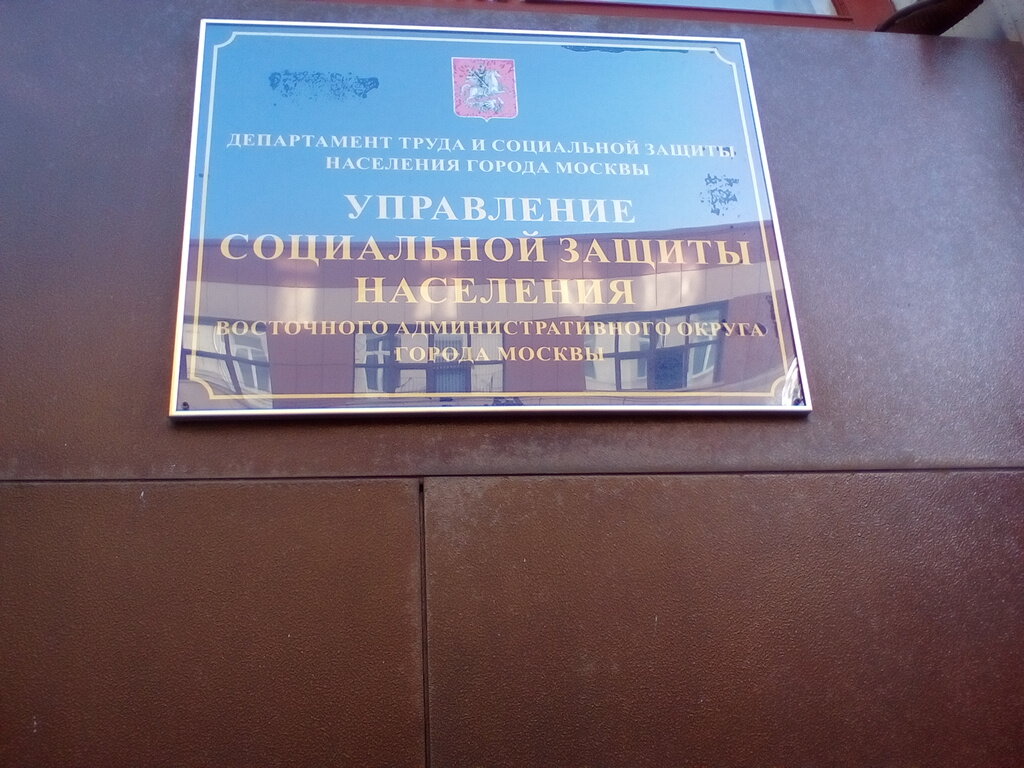 ДЕПАРТАМЕНТ ТРУДА И СОЦИАЛЬНОЙ ЗАЩИТЫ
НАСЕЛЕНИЯ ГОРОДА МОСКВЫ
УПРАВЛЕНИЕ
СОЦИАЛЬНОЙ ЗАЩИТЫ
НАСЕЛЕНИЯ
ВОСТОЧНОГО АДМИНИСТРАТИВНОГО ОКРУГА
ГОРОДА МОСКВЫ